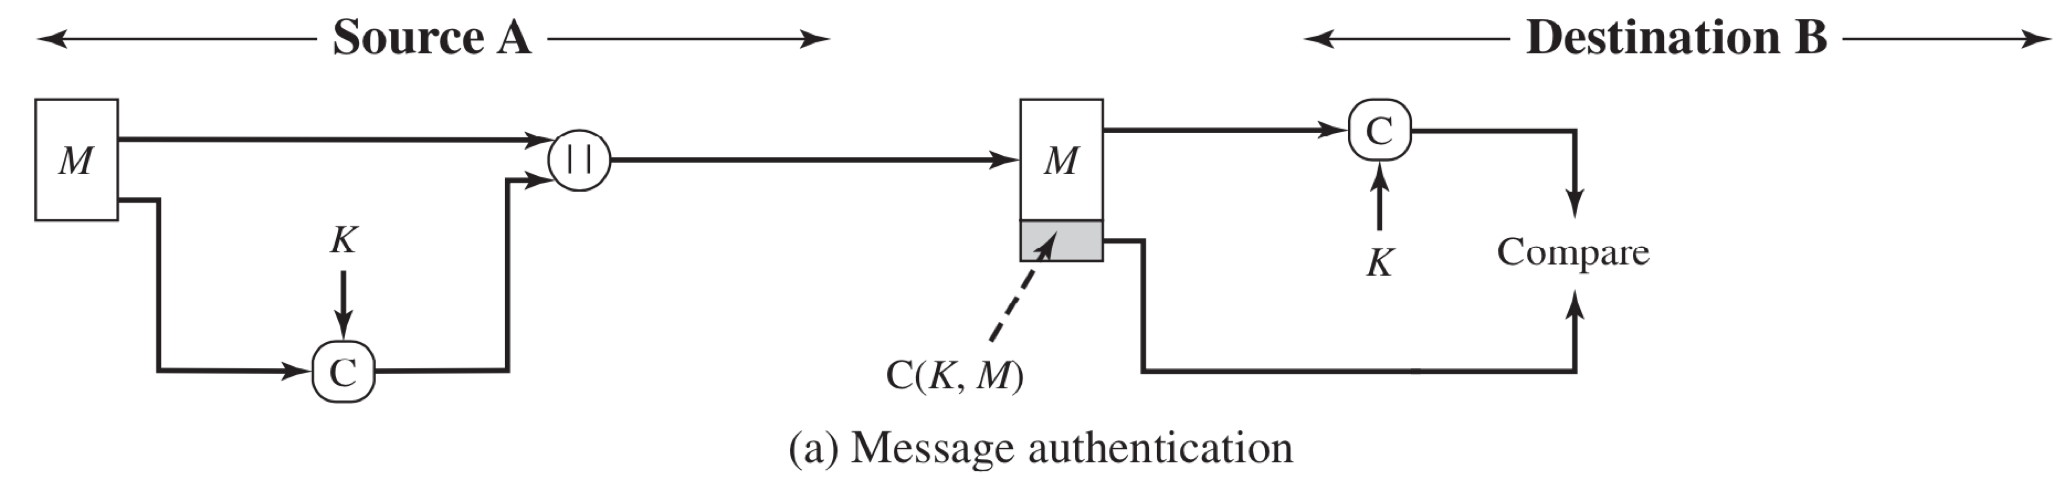 Source A
Destination B
M
||
M
C
K
K
Compare
C
C(K, M)
(a) Message authentication